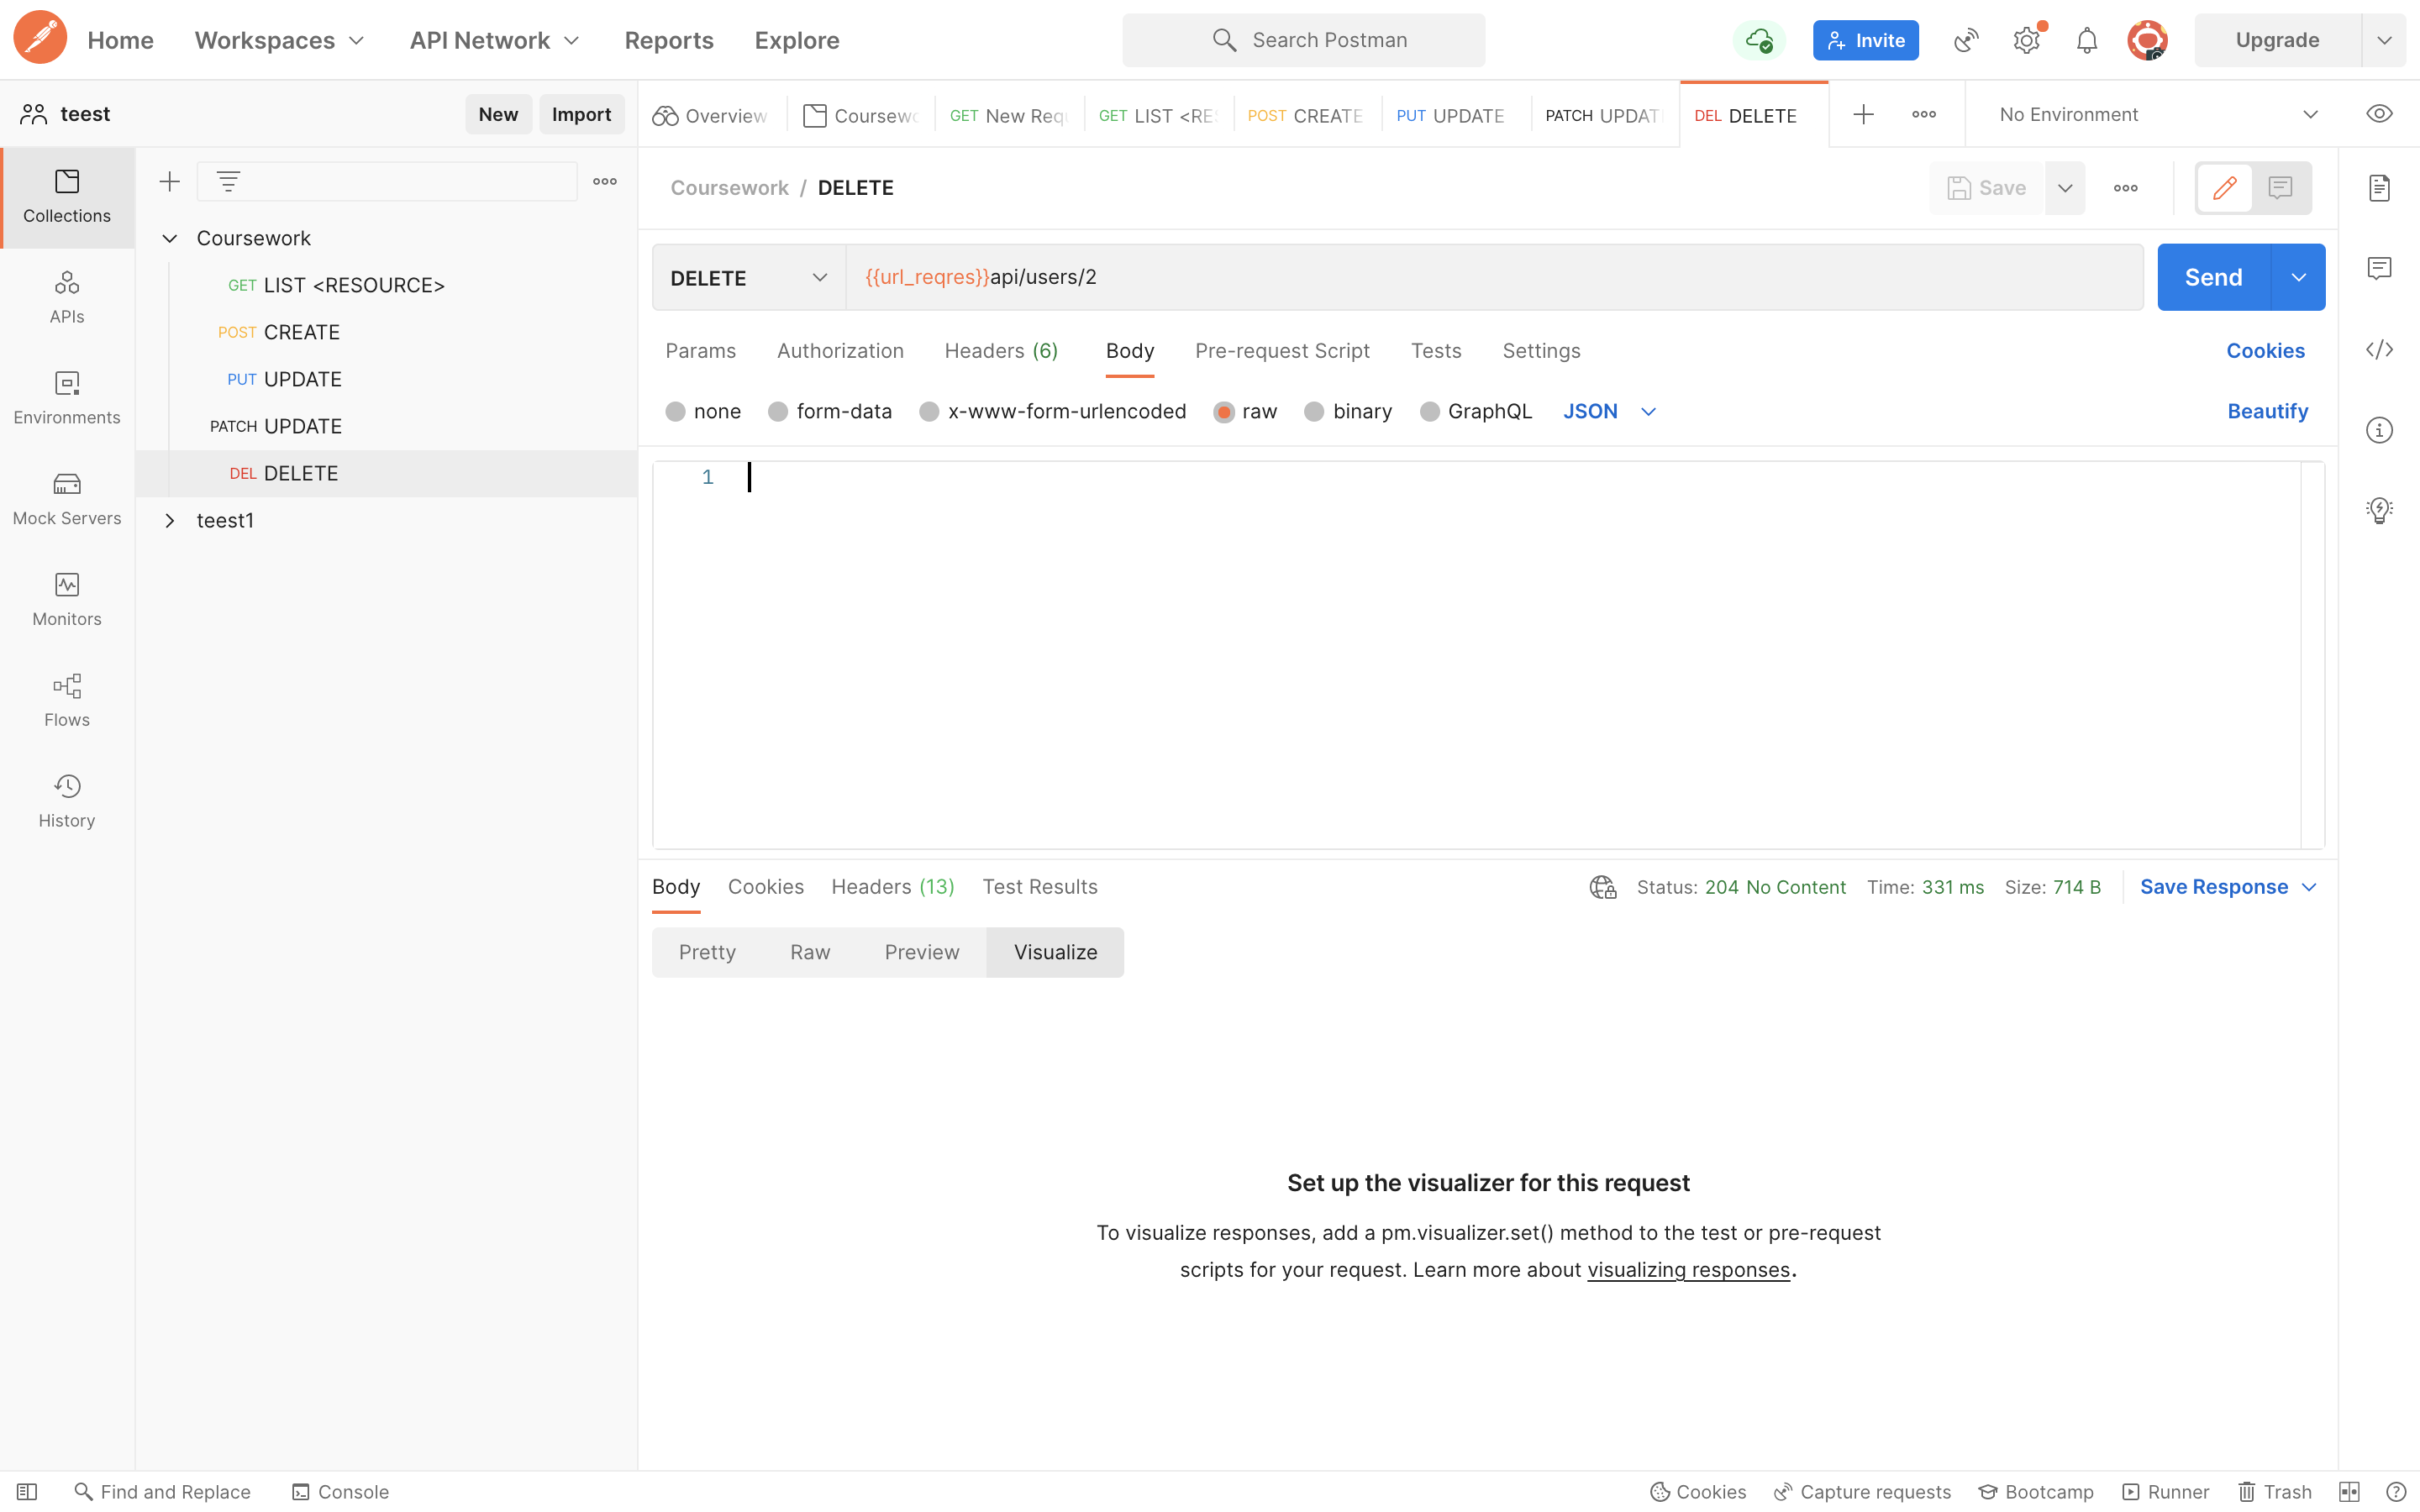 Home
Workspaces
API Network
Reports
Explore
Search Postman
Invite
Upgrade
teest
New
Import
Overview
Coursewo
GET New Requ
GET LIST <RES
POST CREATE
PUT UPDATE
PATCH UPDAT
DEL DELETE
No Environment
Collections
APIs
Environments
Mock Servers
Monitors
Flows
History
Coursework
GET LIST <RESOURCE>
POST CREATE
PUT UPDATE
PATCH UPDATE
DEL DELETE
teest1
Coursework / DELETE
Save
DELETE
{{url_reqres}}api/users/2
Send
Params
Authorization
Headers (6)
Body
Pre-request Script
Tests
Settings
Cookies
none
form-data
x-www-form-urlencoded
raw
binary
GraphQL
JSON
Beautify
1
Body
Cookies
Headers (13)
Test Results
Status: 204 No Content
Time: 331 ms
Size: 714 B
Save Response
Pretty
Raw
Preview
Visualize
Set up the visualizer for this request
To visualize responses, add a pm.visualizer.set() method to the test or pre-request
scripts for your request. Learn more about visualizing responses.
Find and Replace
Console
Cookies
Capture requests
Bootcamp
Runner
Trash